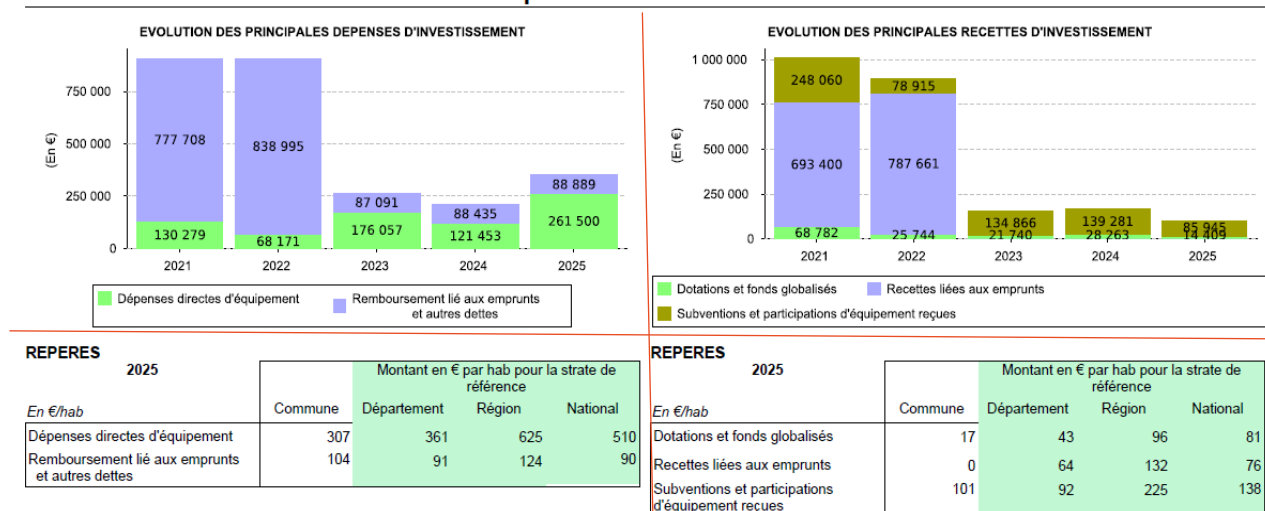 EVOLUTION DES PRINCIPALES DEPENSES D'INVESTISSEMENT
(En €)
750 000
500 000
250 000
0
777 708
838 995
87 091
88 435
88 889
130 279
68 171
176 057
121 453
261 500
2021 2022 2023 2024 2025
Dépenses directes d'équipement
Remboursement lié aux emprunts
et autres dettes
EVOLUTION DES PRINCIPALES RECETTES D'INVESTISSEMENT
(En €)
1 000 000
750 000
500 000
250 000
0
248 060
78 915
693 400
787 661
134 866
139 281
85 945
68 782
25 744
21 740
28 263
14 409
2021 2022 2023 2024 2025
Dotations et fonds globalisés
Recettes liées aux emprunts
Subventions et participations d'équipement reçues
REPERES
2025
Montant en € par hab pour la strate de
référence
En €/hab Commune Département Région National
Dépenses directes d'équipement 307 361 625 510
Remboursement lié aux emprunts 104 91 124 90
et autres dettes
REPERES
2025
Montant en € par hab pour la strate de
référence
En €/hab Commune Département Région National
Dotations et fonds globalisés 17 43 96 81
Recettes liées aux emprunts 0 64 132 76
Subventions et participations 101 92 225 138
d'équipement reçues